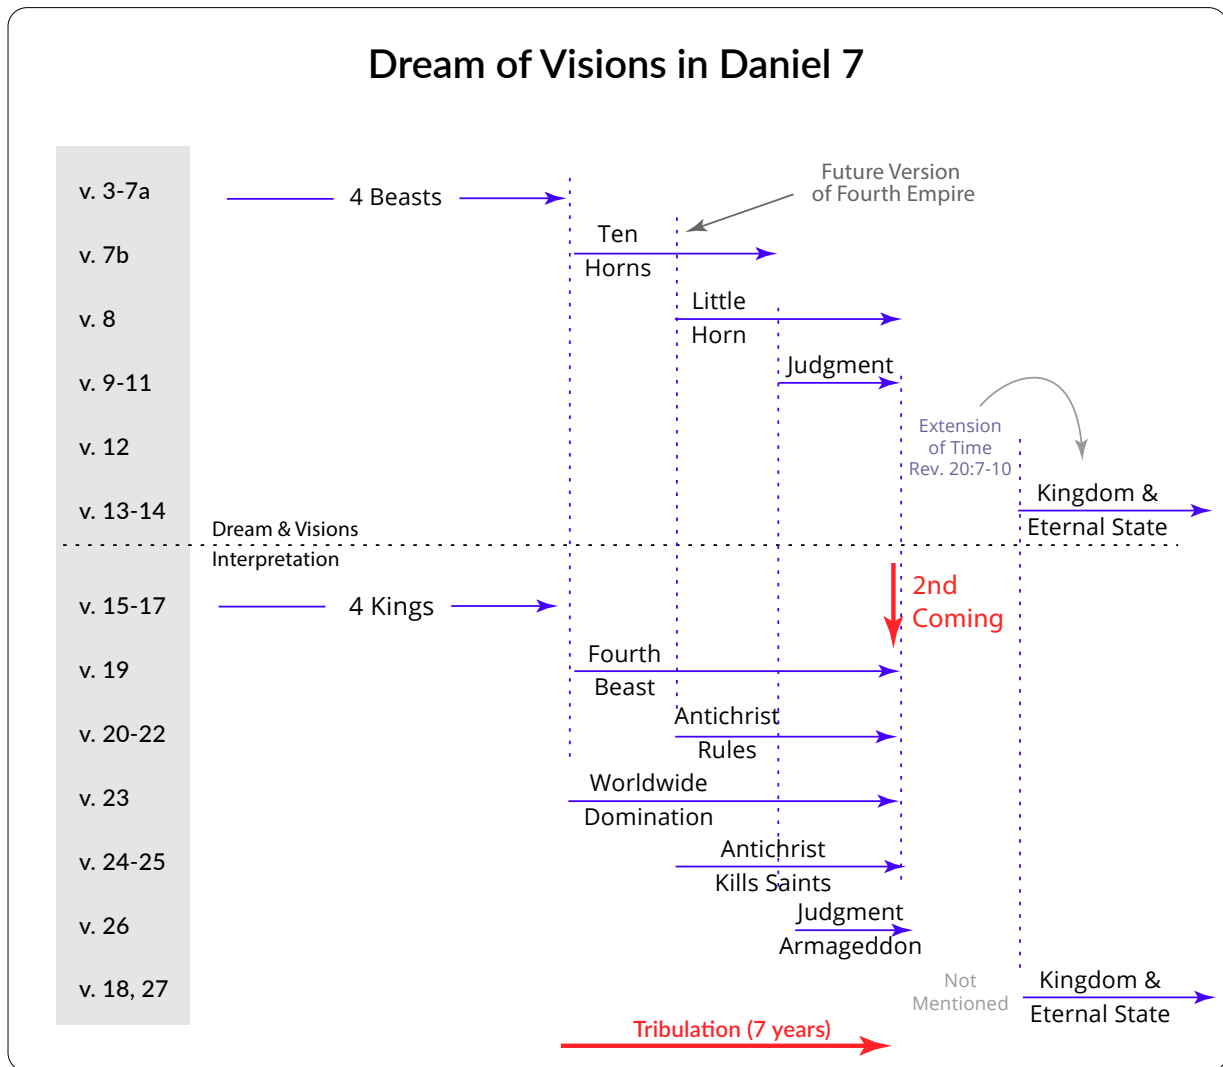 Dream of Visions in Daniel 7
v. 3-7a
4 Beasts
Future Version
of Fourth Empire
v. 7b
Ten
Horns
v. 8
Little
Horn
v. 9-11
Judgment
v. 12
Extension
of Time
Rev. 20:7-10
v. 13-14
Kingdom &
Eternal State
Dream & Visions
Interpretation
v. 15-17
4 Kings
2nd
Coming
v. 19
Fourth
Beast
v. 20-22
Antichrist
Rules
v. 23
Worldwide
Domination
v. 24-25
Antichrist
Kills Saints
v. 26
Judgment
Armageddon
v. 18, 27
Not
Mentioned
Kingdom &
Eternal State
Tribulation (7 years)